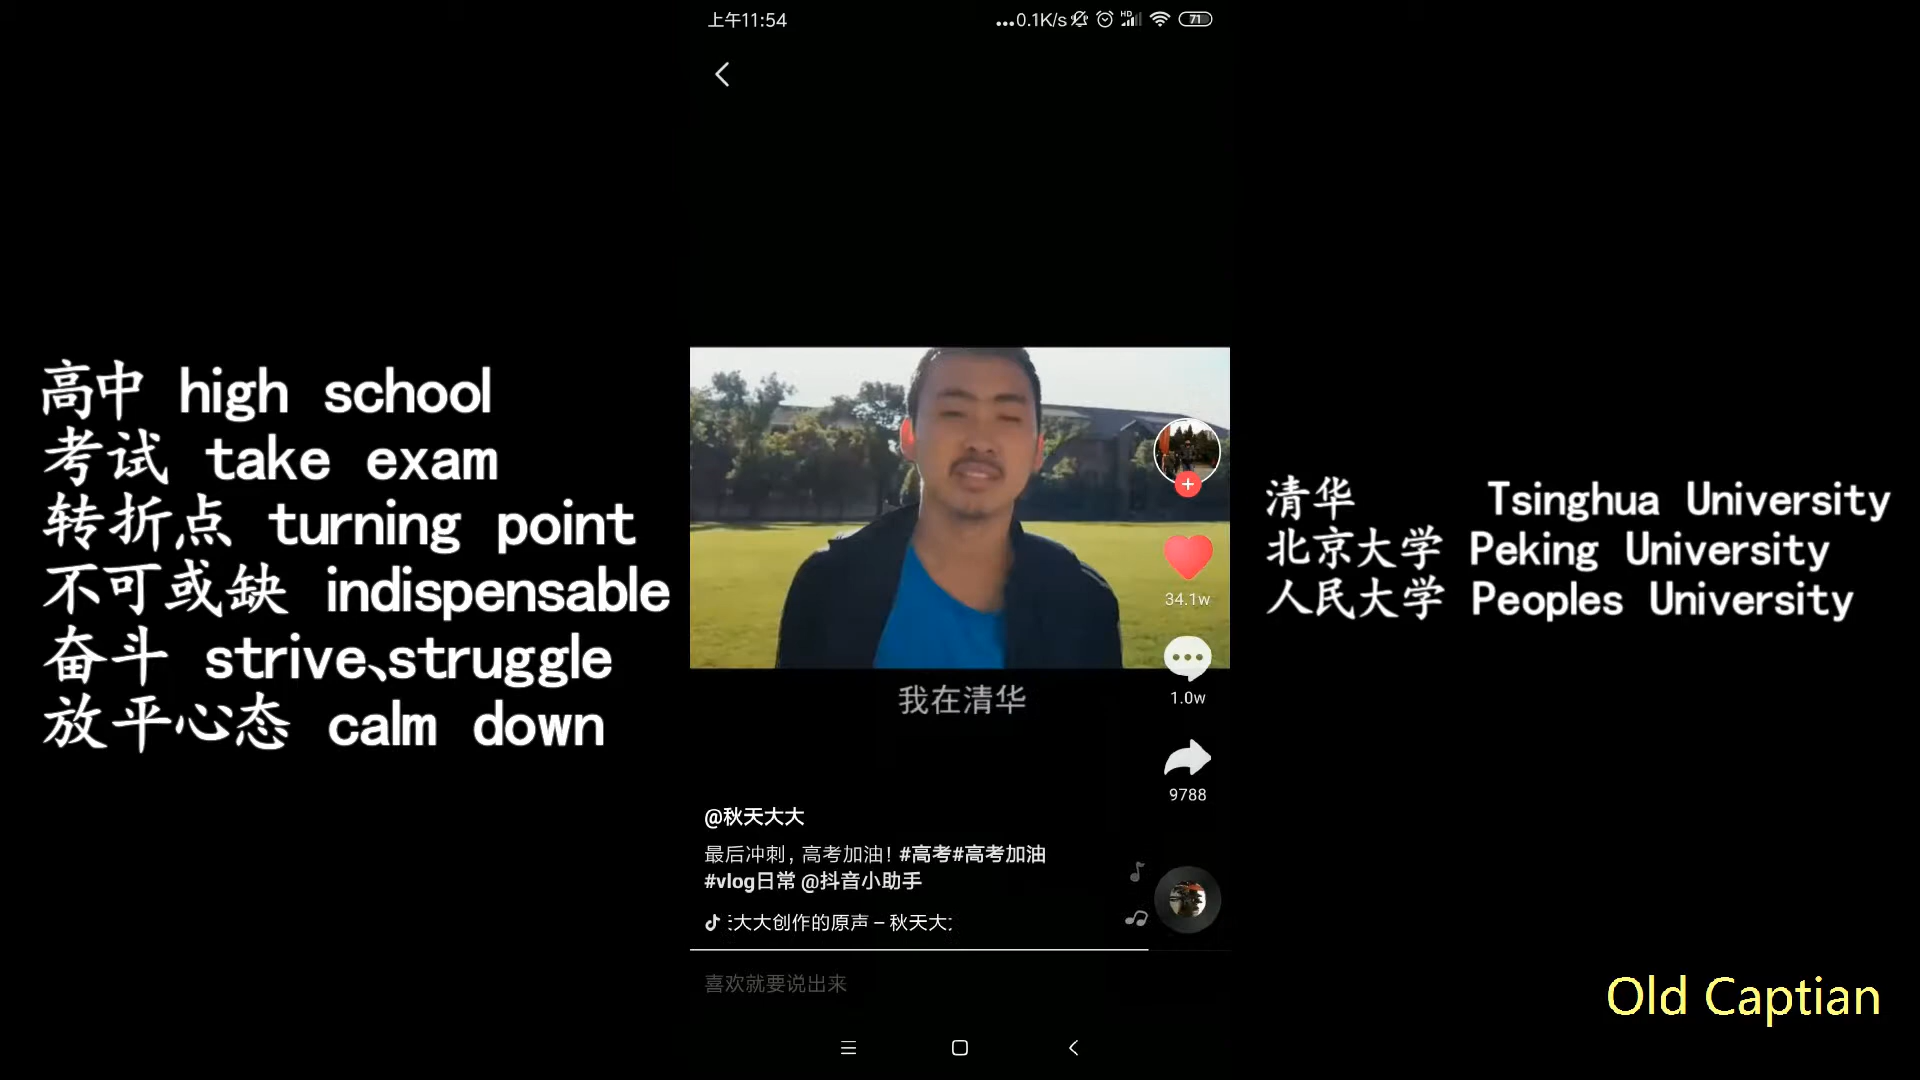 上午11:54
...0.1K/s
HD
71
高中 high school
考试 take exam
转折点 turning point
不可或缺 indispensable
奋斗 strive、struggle
放平心态 calm down
清华 Tsinghua University
北京大学 Peking University
人民大学 Peoples University
34.1w
1.0w
9788
我在清华
@秋天大大
最后冲刺，高考加油！#高考#高考加油
#vlog日常 @抖音小助手
大大创作的原声 – 秋天大
喜欢就要说出来
Old Captian